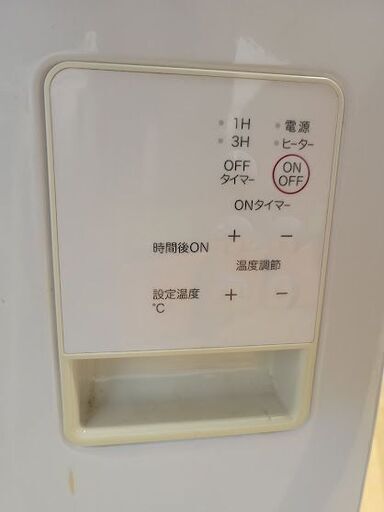 1H 電源
3H ヒーター
OFF ON
タイマー OFF
ONタイマー
時間後ON + −
温度調節
設定温度 + −
℃